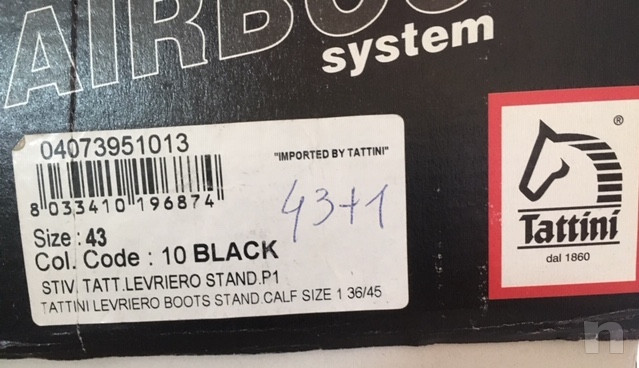 AIRBO
system
04073951013
"IMPORTED BY TATTINI"
8 033410 196874
43+1
Size : 43
Col. Code : 10 BLACK
STIV. TATT.LEVRIERO STAND.P1
TATTINI LEVRIERO BOOTS STAND.CALF SIZE 1 36/45
®
Tattini
dal 1860
n